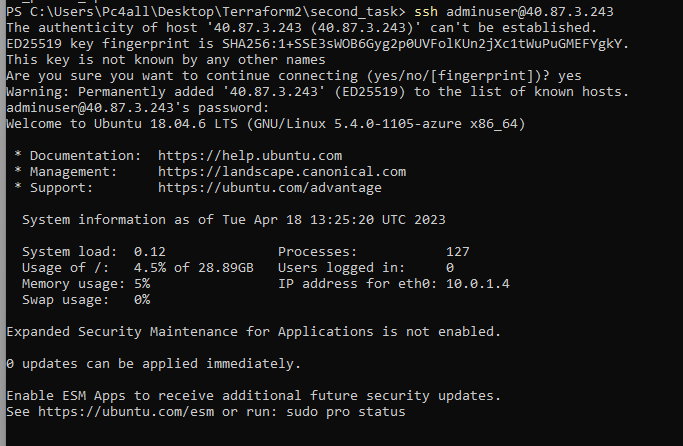 PS C:\Users\Pc4all\Desktop\Terraform2\second_task> ssh adminuser@40.87.3.243
The authenticity of host '40.87.3.243 (40.87.3.243)' can't be established.
ED25519 key fingerprint is SHA256:1+SSE3sWOB6Gyg2p0UVFolKUn2jXc1tWuPuGMEFYgkY.
This key is not known by any other names
Are you sure you want to continue connecting (yes/no/[fingerprint])? yes
Warning: Permanently added '40.87.3.243' (ED25519) to the list of known hosts.
adminuser@40.87.3.243's password:
Welcome to Ubuntu 18.04.6 LTS (GNU/Linux 5.4.0-1105-azure x86_64)

 * Documentation:  https://help.ubuntu.com
 * Management:     https://landscape.canonical.com
 * Support:        https://ubuntu.com/advantage

  System information as of Tue Apr 18 13:25:20 UTC 2023

  System load:  0.12              Processes:           127
  Usage of /:   4.5% of 28.89GB   Users logged in:     0
  Memory usage: 5%                IP address for eth0: 10.0.1.4
  Swap usage:   0%

Expanded Security Maintenance for Applications is not enabled.

0 updates can be applied immediately.

Enable ESM Apps to receive additional future security updates.
See https://ubuntu.com/esm or run: sudo pro status